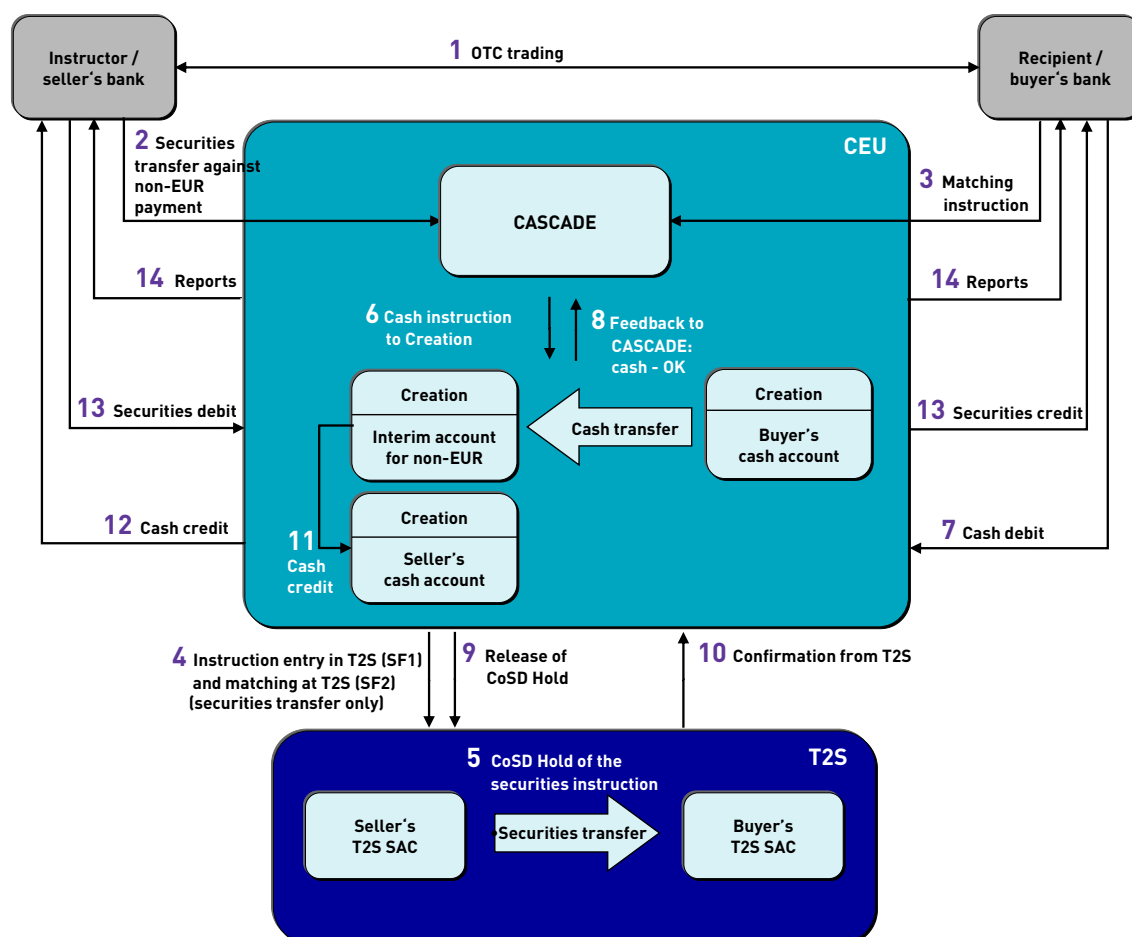 Instructor /
seller‘s bank
1 OTC trading
Recipient /
buyer‘s bank
2 Securities
transfer against
non-EUR
payment
CEU
CASCADE
3 Matching
instruction
14 Reports
14 Reports
6 Cash instruction
to Creation
8 Feedback to
CASCADE:
cash - OK
13 Securities debit
Creation
Interim account
for non-EUR
Cash transfer
Creation
Buyer‘s
cash account
13 Securities credit
12 Cash credit
11
Cash
credit
Creation
Seller‘s
cash account
7 Cash debit
4 Instruction entry in T2S (SF1)
and matching at T2S (SF2)
(securities transfer only)
9 Release of
CoSD Hold
10 Confirmation from T2S
T2S
5 CoSD Hold of the
securities instruction
Seller‘s
T2S SAC
Securities transfer
Buyer‘s
T2S SAC